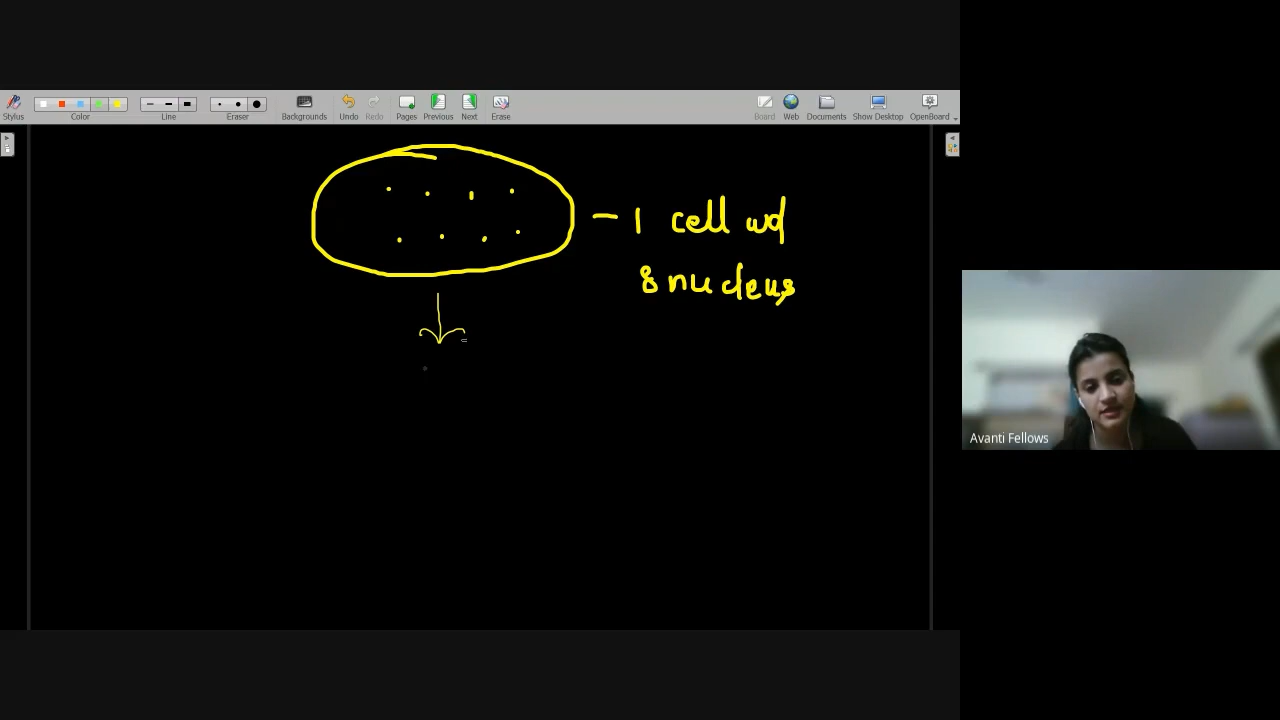 Stylus
Color
Line
Eraser
Backgrounds
Undo
Redo
Pages
Previous
Next
Erase
Board
Web
Documents
Show Desktop
OpenBoard
- 1 cell wd
8 nucleus
Avanti Fellows